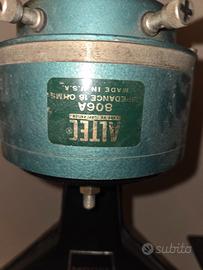 ALTEC
806A
IMPEDANCE 16 OHMS
MADE IN U.S.A.
subito